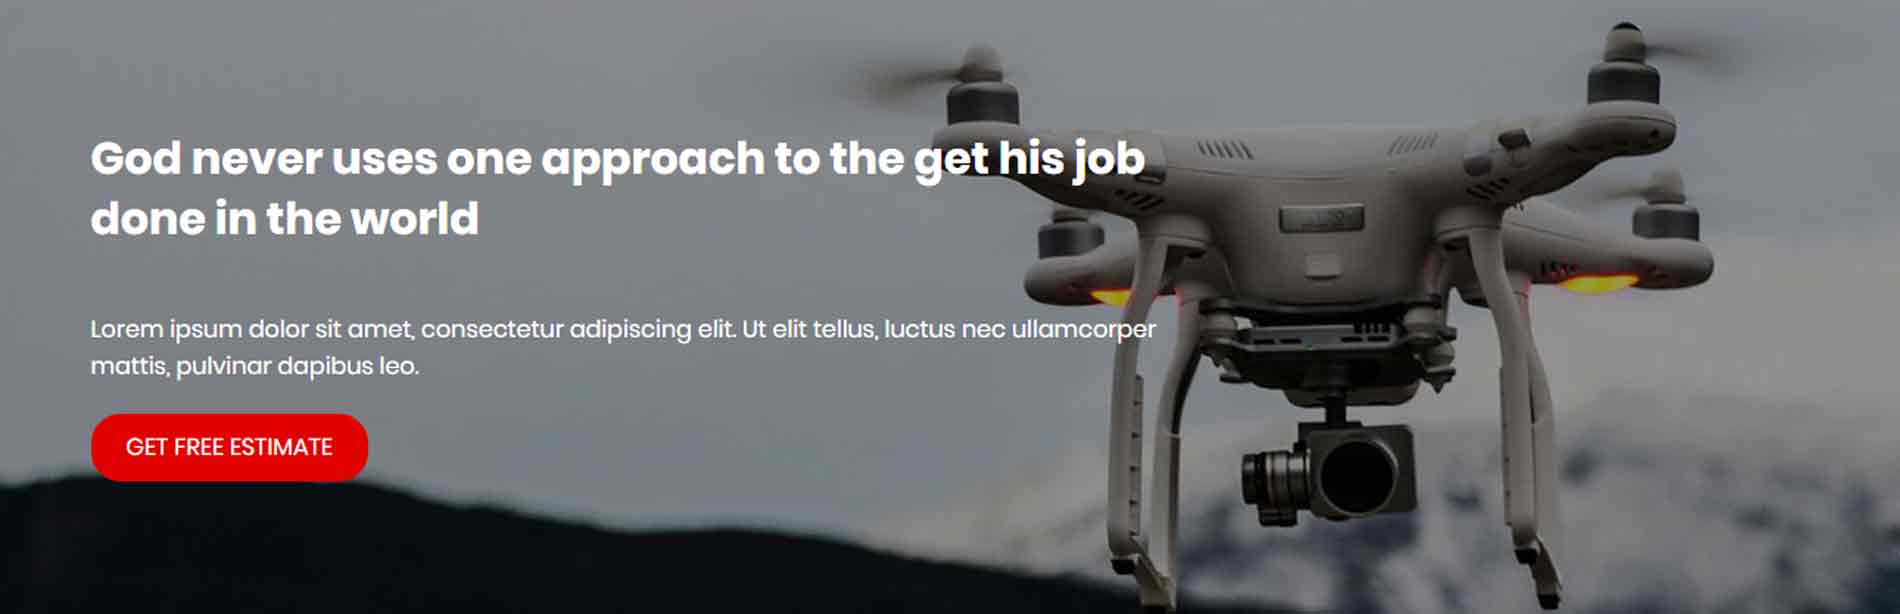 God never uses one approach to the get his job
done in the world
Lorem ipsum dolor sit amet, consectetur adipiscing elit. Ut elit tellus, luctus nec ullamcorper
mattis, pulvinar dapibus leo.
GET FREE ESTIMATE